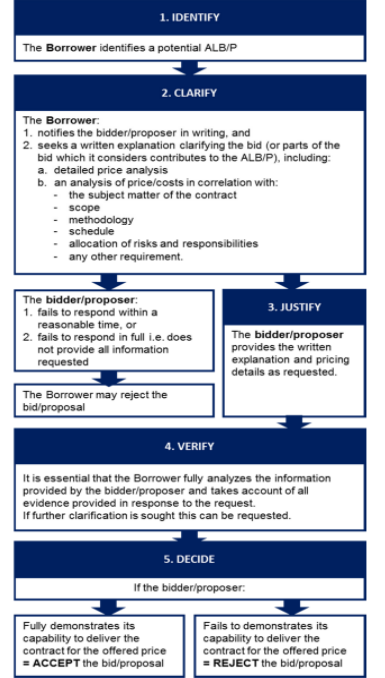 1. IDENTIFY
The Borrower identifies a potential ALB/P
2. CLARIFY
The Borrower:
1. notifies the bidder/proposer in writing, and
2. seeks a written explanation clarifying the bid (or parts of the
bid which it considers contributes to the ALB/P), including:
a. detailed price analysis
b. an analysis of price/costs in correlation with:
- the subject matter of the contract
- scope
- methodology
- schedule
- allocation of risks and responsibilities
- any other requirement.
The bidder/proposer:
1. fails to respond within a
reasonable time, or
2. fails to respond in full i.e. does
not provide all information
requested
The Borrower may reject the
bid/proposal
3. JUSTIFY
The bidder/proposer
provides the written
explanation and pricing
details as requested.
4. VERIFY
It is essential that the Borrower fully analyzes the information
provided by the bidder/proposer and takes account of all
evidence provided in response to the request.
If further clarification is sought this can be requested.
5. DECIDE
If the bidder/proposer:
Fully demonstrates its
capability to deliver the
contract for the offered price
= ACCEPT the bid/proposal
Fails to demonstrates its
capability to deliver the
contract for the offered price
= REJECT the bid/proposal